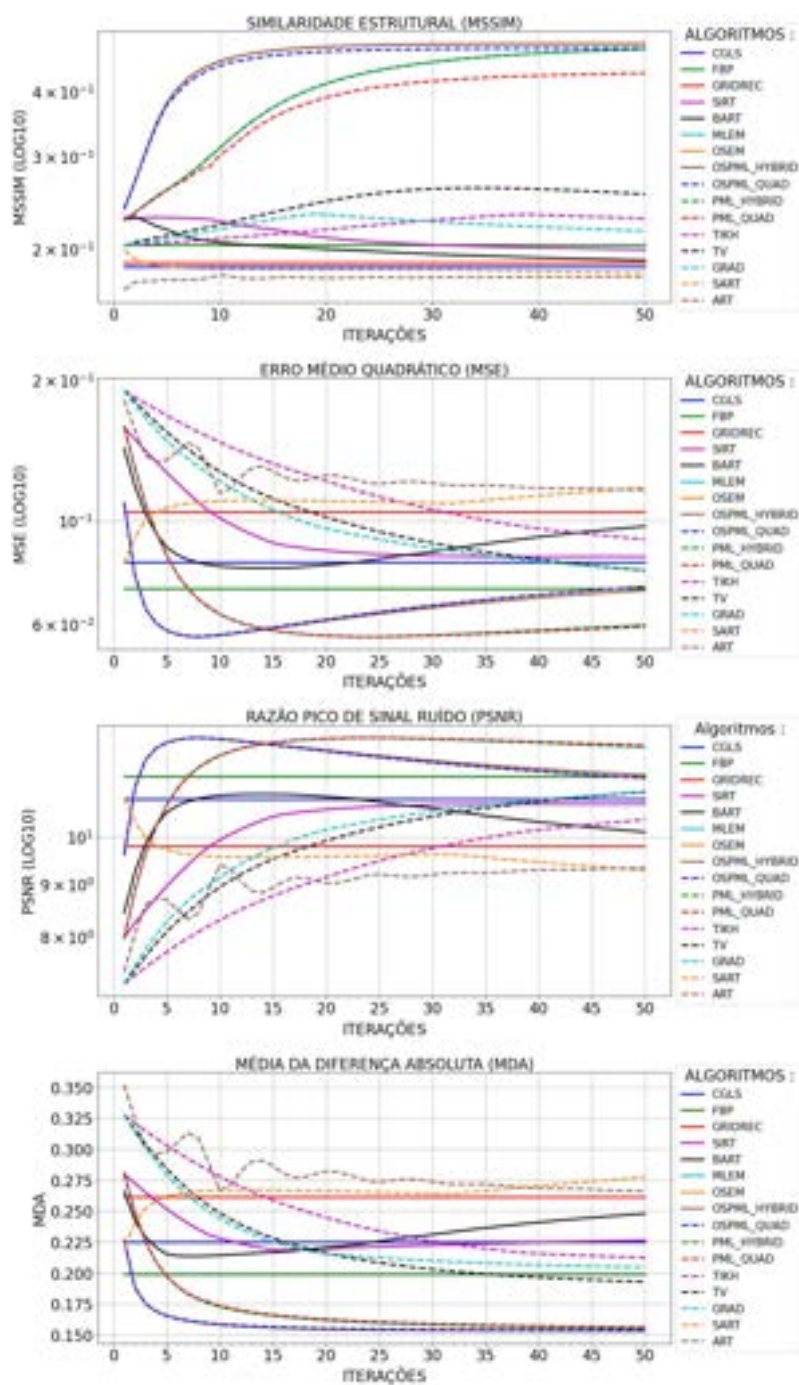 SIMILARIDADE ESTRUTURAL (MSSIM)
MSSIM (LOG10)
4 × 10⁻¹
3 × 10⁻¹
2 × 10⁻¹
0 10 20 30 40 50
ITERAÇÕES
ALGORITMOS :
CGLS
FBP
GRIDREC
SIRT
BART
MLEM
OSEM
OSPML_HYBRID
OSPML_QUAD
PML_HYBRID
PML_QUAD
TIKH
TV
GRAD
SART
ART
ERRO MÉDIO QUADRÁTICO (MSE)
MSE (LOG10)
2 × 10⁻¹
10⁻¹
6 × 10⁻²
0 5 10 15 20 25 30 35 40 45 50
ITERAÇÕES
ALGORITMOS :
CGLS
FBP
GRIDREC
SIRT
BART
MLEM
OSEM
OSPML_HYBRID
OSPML_QUAD
PML_HYBRID
PML_QUAD
TIKH
TV
GRAD
SART
ART
RAZÃO PICO DE SINAL RUÍDO (PSNR)
PSNR (LOG10)
10¹
9 × 10⁰
8 × 10⁰
0 5 10 15 20 25 30 35 40 45 50
ITERAÇÕES
Algoritmos :
CGLS
FBP
GRIDREC
SIRT
BART
MLEM
OSEM
OSPML_HYBRID
OSPML_QUAD
PML_HYBRID
PML_QUAD
TIKH
TV
GRAD
SART
ART
MÉDIA DA DIFERENÇA ABSOLUTA (MDA)
MDA
0.350
0.325
0.300
0.275
0.250
0.225
0.200
0.175
0.150
0 5 10 15 20 25 30 35 40 45 50
ITERAÇÕES
ALGORITMOS :
CGLS
FBP
GRIDREC
SIRT
BART
MLEM
OSEM
OSPML_HYBRID
OSPML_QUAD
PML_HYBRID
PML_QUAD
TIKH
TV
GRAD
SART
ART